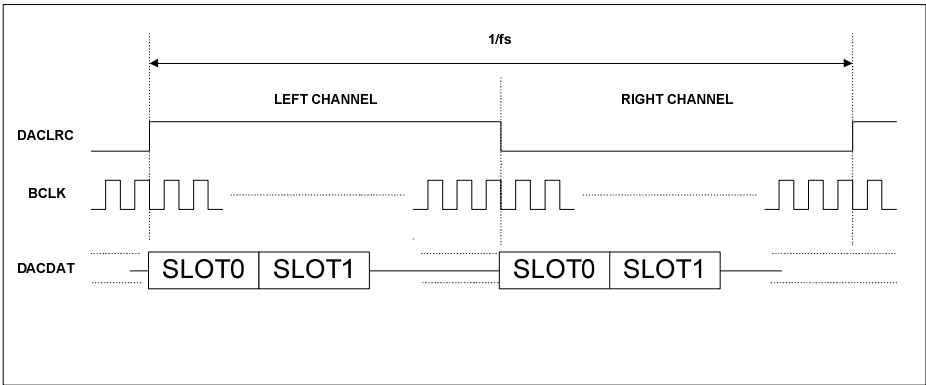 1/fs
LEFT CHANNEL RIGHT CHANNEL
DACLRC
BCLK
DACDAT SLOT0 SLOT1 SLOT0 SLOT1